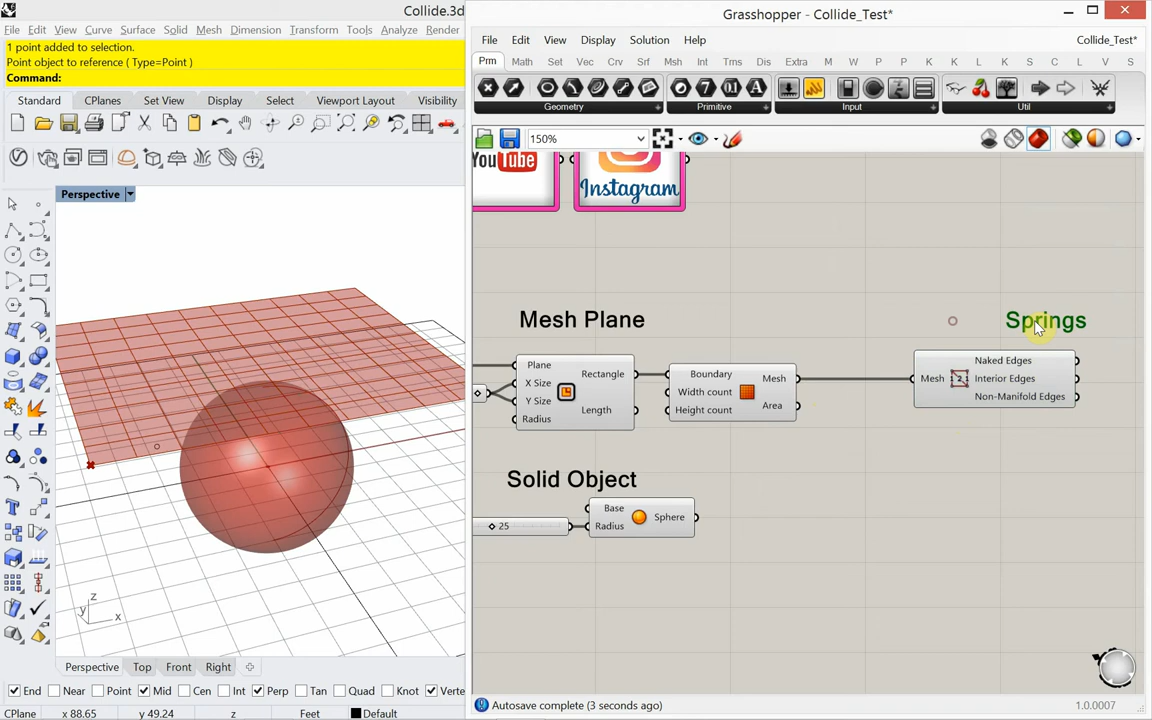 Collide.3d
File Edit View Curve Surface Solid Mesh Dimension Transform Tools Analyze Render
1 point added to selection.
Point object to reference ( Type=Point )
Command:
Standard CPlanes Set View Display Select Viewport Layout Visibility
Perspective
z
y
x
Perspective Top Front Right
End Near Point Mid Cen Int Perp Tan Quad Knot Verte
CPlane x 88.65 y 49.24 z Feet Default
Grasshopper - Collide_Test*
File Edit View Display Solution Help Collide_Test*
Prm Math Set Vec Crv Srf Msh Int Trns Dis Extra M W P K K L K C L V S
Geometry Primitive Input Util
150%
YouTube Instagram
Mesh Plane
Springs
Plane
X Size
Y Size
Radius
Rectangle
Length
Boundary
Width count
Height count
Mesh
Area
Mesh
Naked Edges
Interior Edges
Non-Manifold Edges
Solid Object
25
Base
Radius
Sphere
Autosave complete (3 seconds ago) 1.0.0007